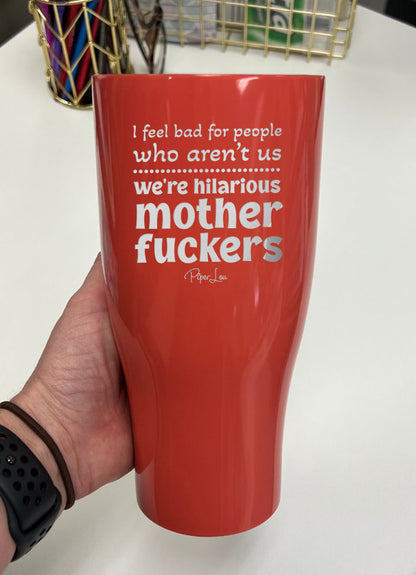 I feel bad for people
who aren't us
we're hilarious
mother
fuckers
PiperLou